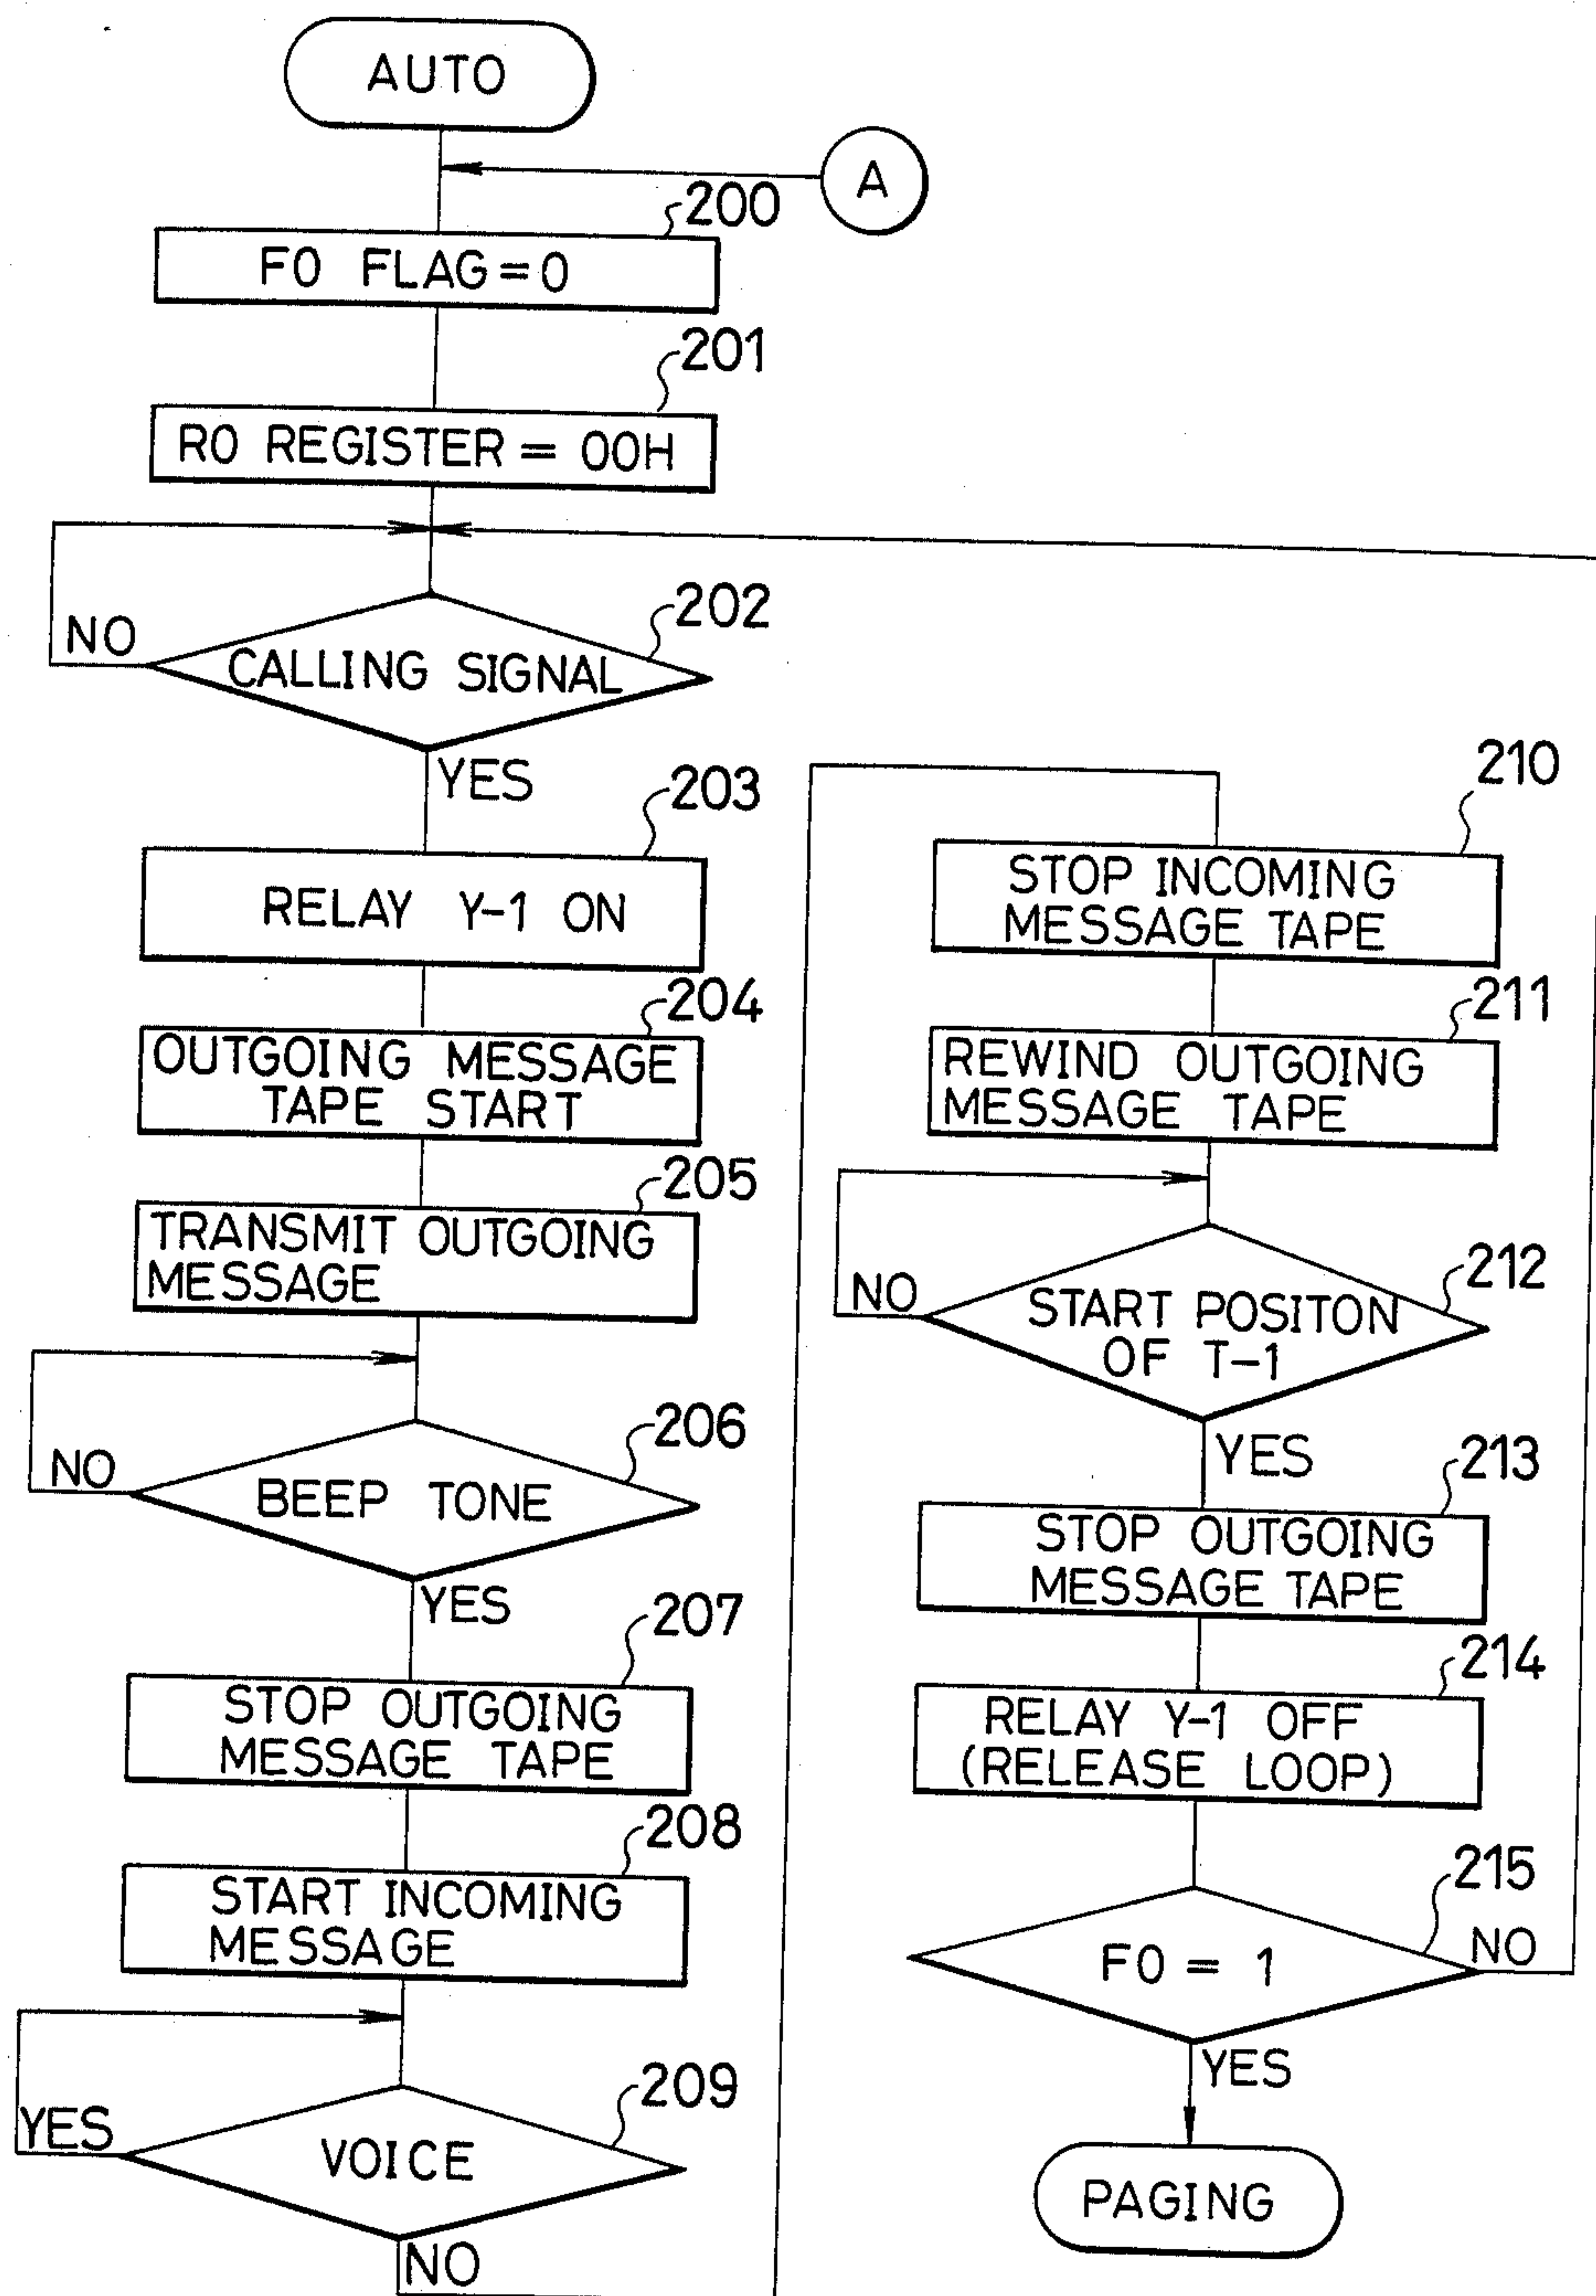 AUTO
A
200
F0 FLAG = 0
201
R0 REGISTER = 00H
202
NO
CALLING SIGNAL
YES
203
RELAY Y-1 ON
204
OUTGOING MESSAGE
TAPE START
205
TRANSMIT OUTGOING
MESSAGE
206
NO
BEEP TONE
YES
207
STOP OUTGOING
MESSAGE TAPE
208
START INCOMING
MESSAGE
209
YES
VOICE
NO
210
STOP INCOMING
MESSAGE TAPE
211
REWIND OUTGOING
MESSAGE TAPE
212
NO
START POSITON
OF T-1
YES
213
STOP OUTGOING
MESSAGE TAPE
214
RELAY Y-1 OFF
(RELEASE LOOP)
215
F0 = 1
NO
YES
PAGING